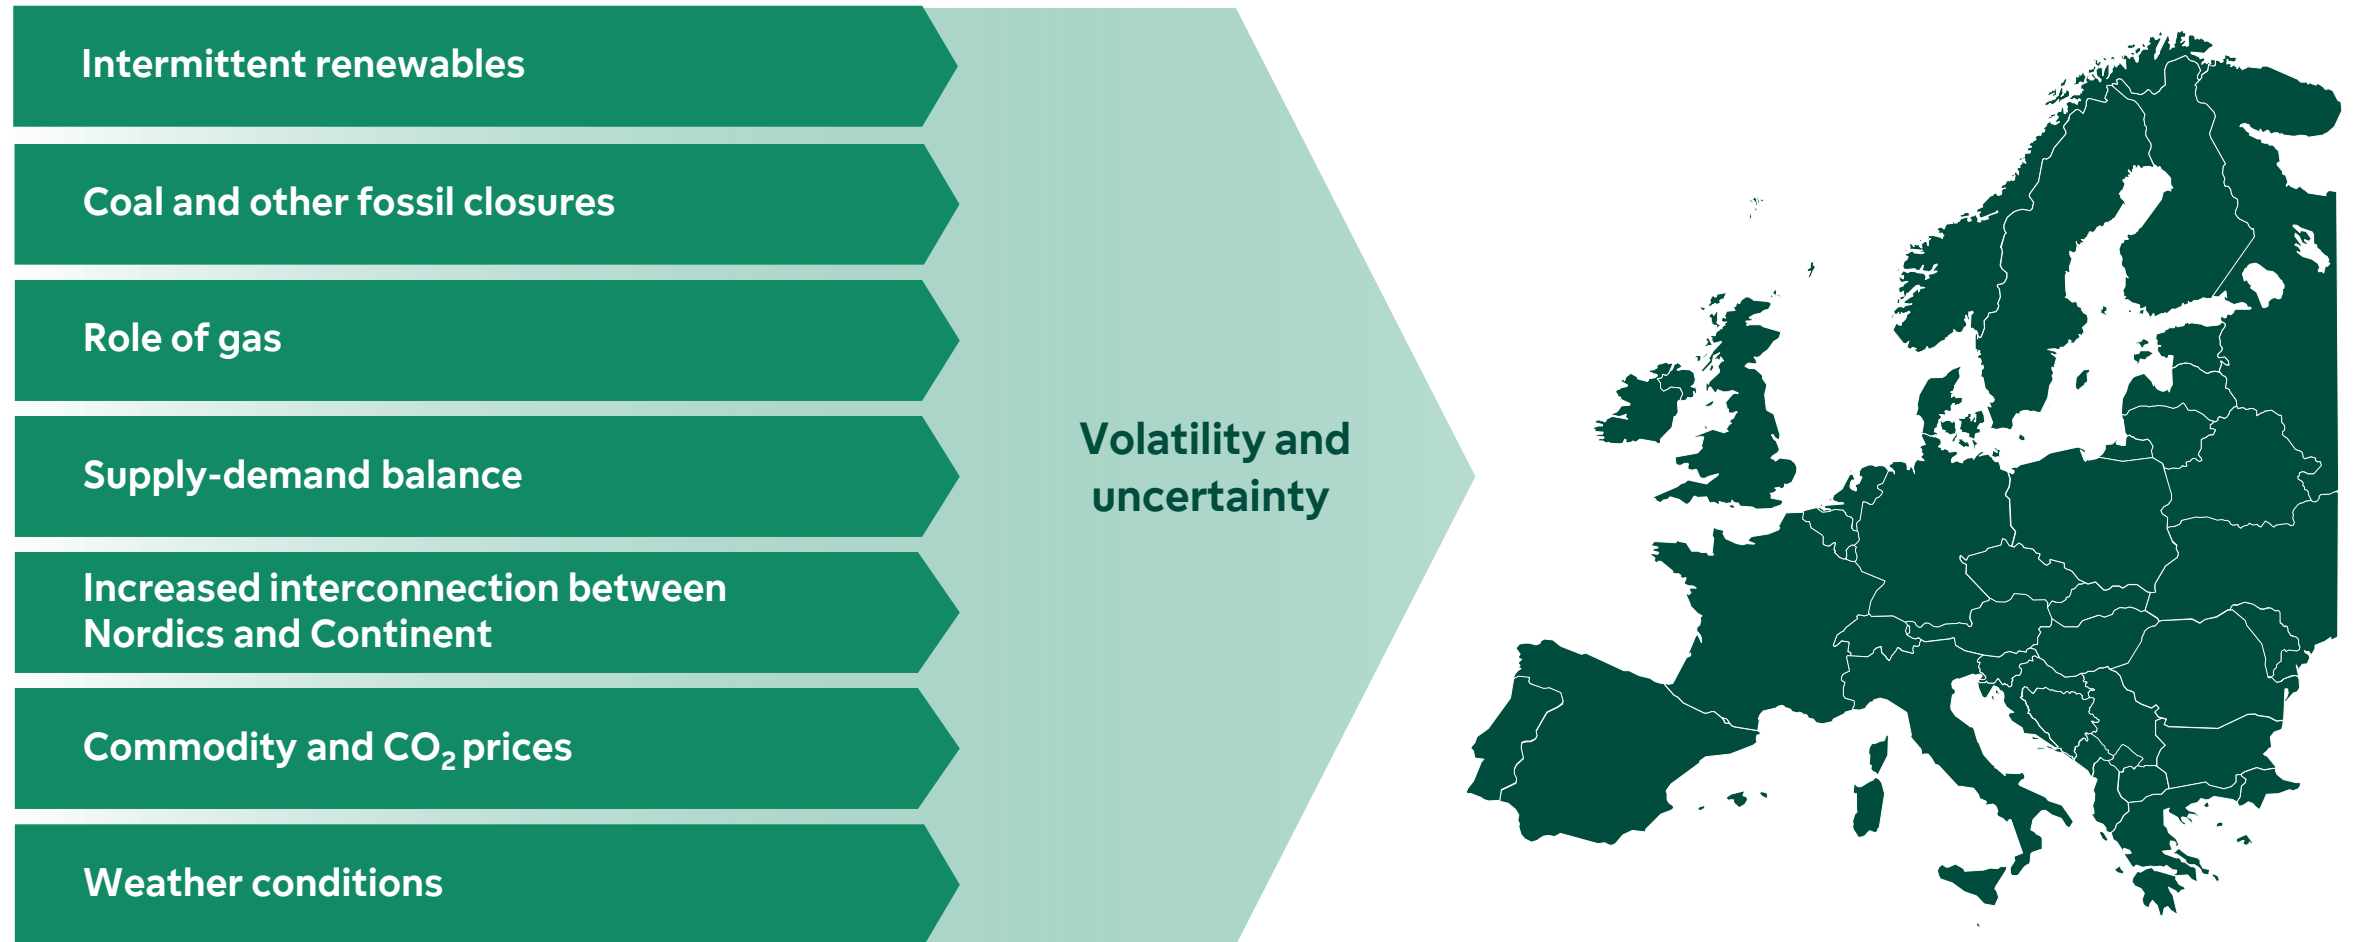 Intermittent renewables
Coal and other fossil closures
Role of gas
Supply-demand balance
Increased interconnection between
Nordics and Continent
Commodity and CO₂ prices
Weather conditions
Volatility and
uncertainty